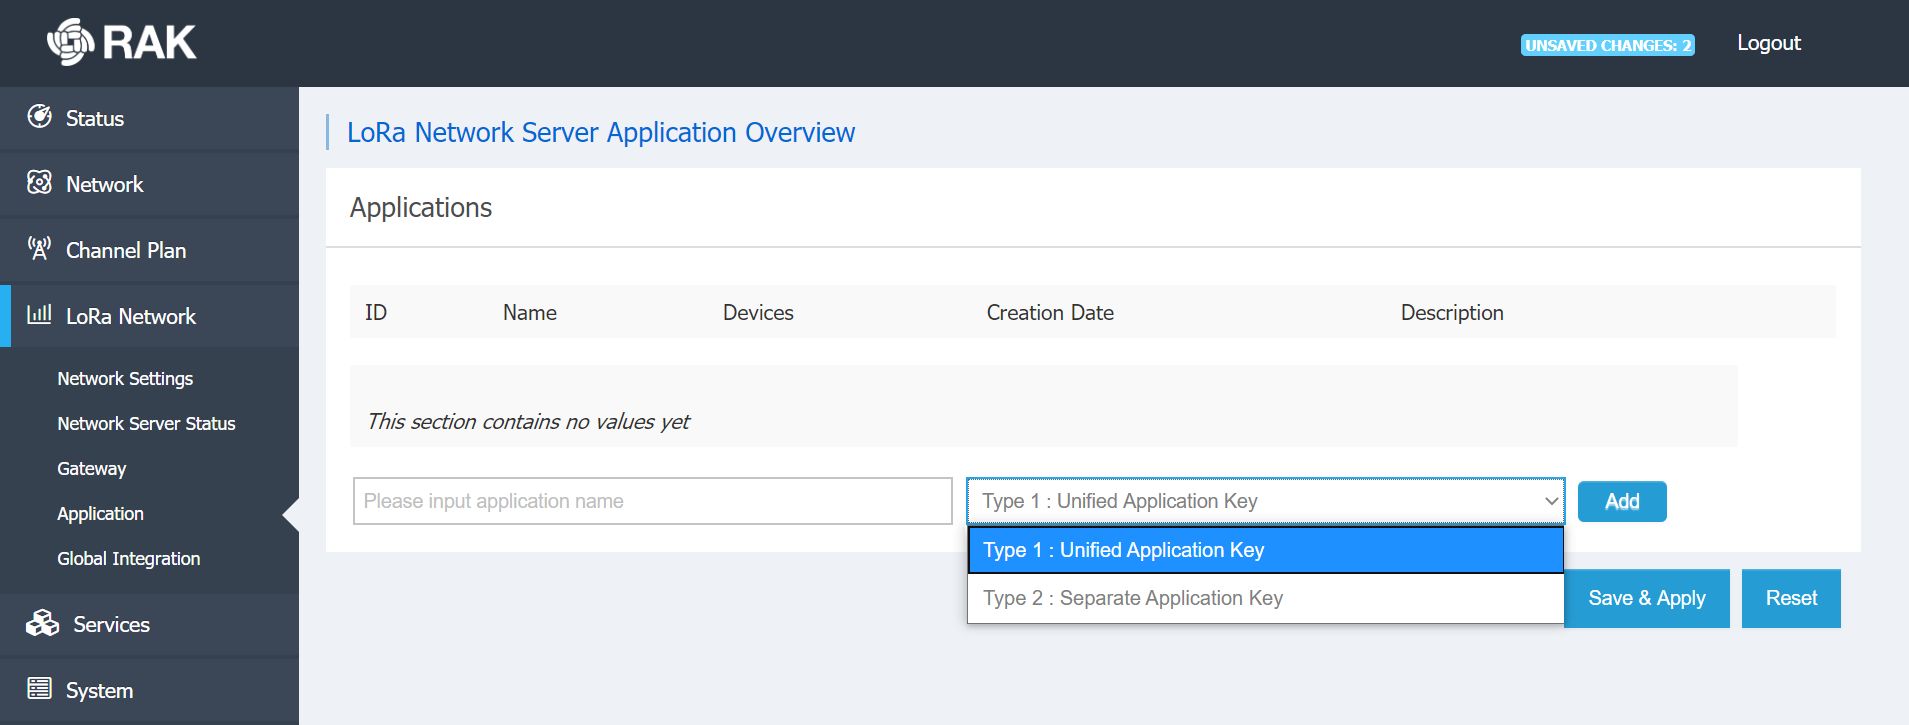 RAK
UNSAVED CHANGES: 2
Logout
Status
Network
Channel Plan
LoRa Network
Network Settings
Network Server Status
Gateway
Application
Global Integration
Services
System
LoRa Network Server Application Overview
Applications
ID Name Devices Creation Date Description
This section contains no values yet
Please input application name
Type 1 : Unified Application Key
Add
Type 1 : Unified Application Key
Type 2 : Separate Application Key
Save & Apply
Reset